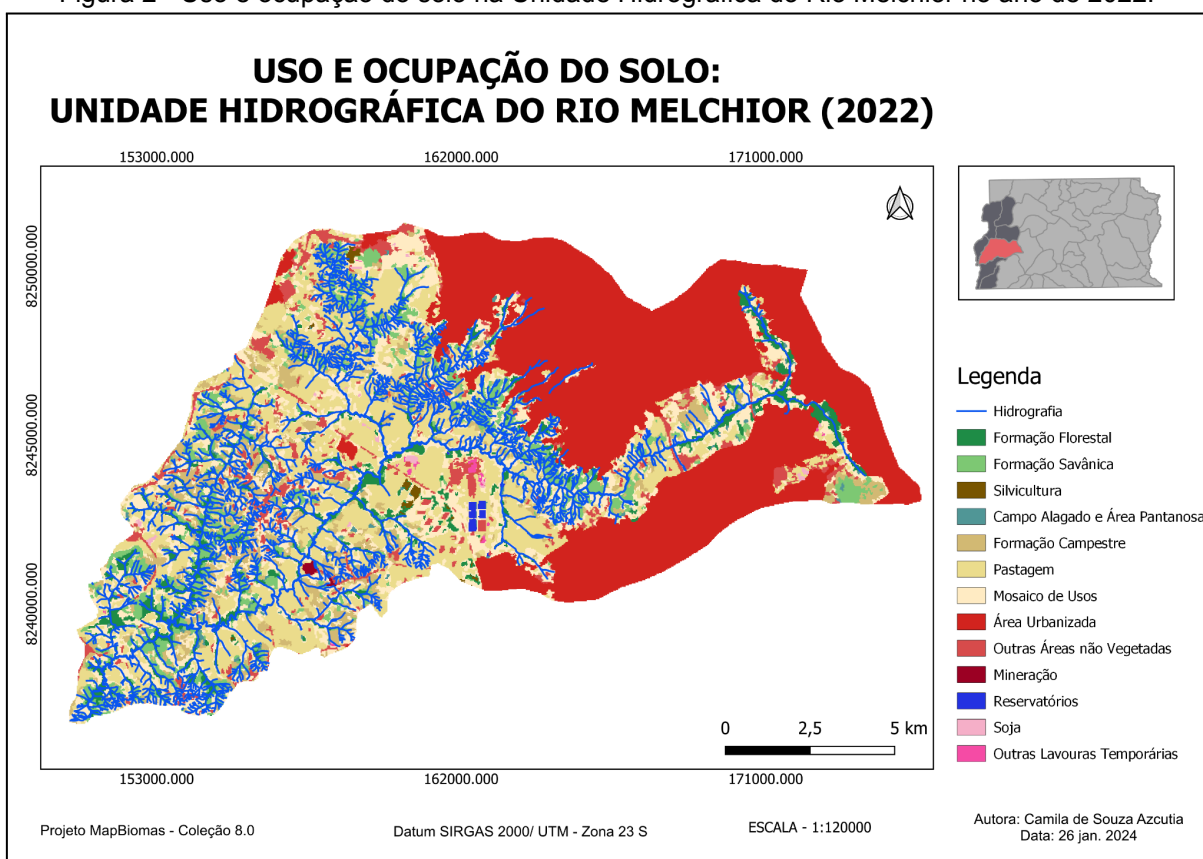 Figura 2 - Uso e ocupação do solo na Unidade Hidrográfica do Rio Melchior no ano de 2022.
USO E OCUPAÇÃO DO SOLO:
UNIDADE HIDROGRÁFICA DO RIO MELCHIOR (2022)
153000.000 162000.000 171000.000
8250000.000
8245000.000
8240000.000
Legenda
Hidrografia
Formação Florestal
Formação Savânica
Silvicultura
Campo Alagado e Área Pantanosa
Formação Campestre
Pastagem
Mosaico de Usos
Área Urbanizada
Outras Áreas não Vegetadas
Mineração
Reservatórios
Soja
Outras Lavouras Temporárias
0 2,5 5 km
153000.000 162000.000 171000.000
Projeto MapBiomas - Coleção 8.0
Datum SIRGAS 2000/ UTM - Zona 23 S
ESCALA - 1:120000
Autora: Camila de Souza Azcutia
Data: 26 jan. 2024